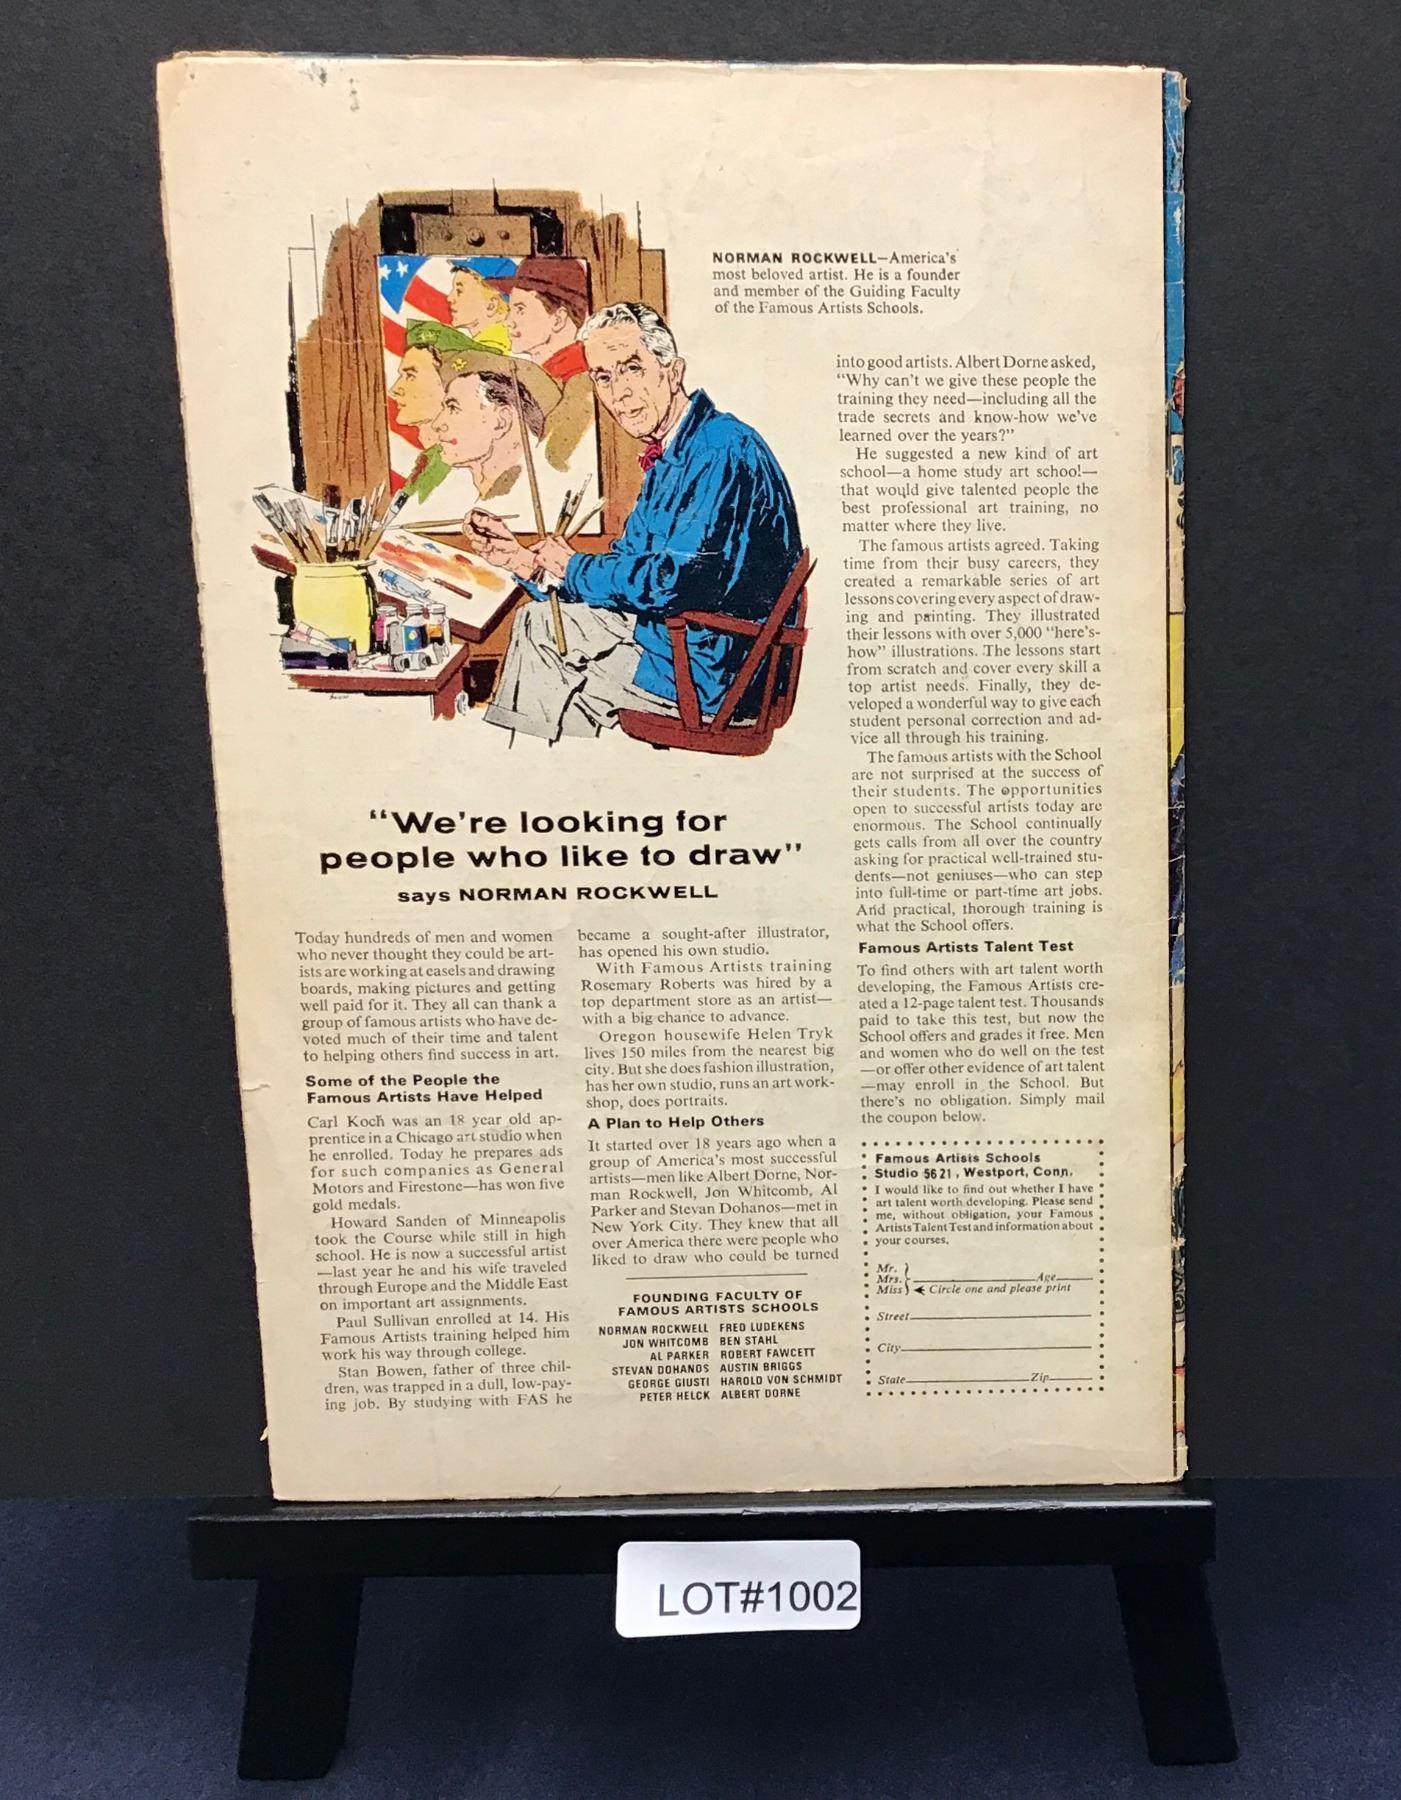 NORMAN ROCKWELL—America's
most beloved artist. He is a founder
and member of the Guiding Faculty
of the Famous Artists Schools.
"We're looking for
people who like to draw"
says NORMAN ROCKWELL
Today hundreds of men and women
who never thought they could be art-
ists are working at easels and drawing
boards, making pictures and getting
well paid for it. They all can thank a
group of famous artists who have de-
voted much of their time and talent
to helping others find success in art.
Some of the People the
Famous Artists Have Helped
Carl Koch was an 18 year old ap-
prentice in a Chicago art studio when
he enrolled. Today he prepares ads
for such companies as General
Motors and Firestone—has won five
gold medals.
Howard Sanden of Minneapolis
took the Course while still in high
school. He is now a successful artist
—last year he and his wife traveled
through Europe and the Middle East
on important art assignments.
Paul Sullivan enrolled at 14. His
Famous Artists training helped him
work his way through college.
Stan Bowen, father of three chil-
dren, was trapped in a dull, low-pay-
ing job. By studying with FAS he
became a sought-after illustrator,
has opened his own studio.
With Famous Artists training
Rosemary Roberts was hired by a
top department store as an artist—
with a big chance to advance.
Oregon housewife Helen Tryk
lives 150 miles from the nearest big
city. But she does fashion illustration,
has her own studio, runs an art work-
shop, does portraits.
A Plan to Help Others
It started over 18 years ago when a
group of America's most successful
artists—men like Albert Dorne, Nor-
man Rockwell, Jon Whitcomb, Al
Parker and Stevan Dohanos—met in
New York City. They knew that all
over America there were people who
liked to draw who could be turned
into good artists. Albert Dorne asked,
"Why can't we give these people the
training they need—including all the
trade secrets and know-how we've
learned over the years?"
He suggested a new kind of art
school—a home study art school—
that would give talented people the
best professional art training, no
matter where they live.
The famous artists agreed. Taking
time from their busy careers, they
created a remarkable series of art
lessons covering every aspect of draw-
ing and painting. They illustrated
their lessons with over 5,000 "here's-
how" illustrations. The lessons start
from scratch and cover every skill a
top artist needs. Finally, they de-
veloped a wonderful way to give each
student personal correction and ad-
vice all through his training.
The famous artists with the School
are not surprised at the success of
their students. The opportunities
open to successful artists today are
enormous. The School continually
gets calls from all over the country
asking for practical well-trained stu-
dents—not geniuses—who can step
into full-time or part-time art jobs.
And practical, thorough training is
what the School offers.
Famous Artists Talent Test
To find others with art talent worth
developing, the Famous Artists cre-
ated a 12-page talent test. Thousands
paid to take this test, but now the
School offers and grades it free. Men
and women who do well on the test
—or offer other evidence of art talent
—may enroll in the School. But
there's no obligation. Simply mail
the coupon below.
FOUNDING FACULTY OF
FAMOUS ARTISTS SCHOOLS
NORMAN ROCKWELL FRED LUDEKENS
JON WHITCOMB BEN STAHL
AL PARKER ROBERT FAWCETT
STEVAN DOHANOS AUSTIN BRIGGS
GEORGE GIUSTI HAROLD VON SCHMIDT
PETER HELCK ALBERT DORNE
Famous Artists Schools
Studio 5621, Westport, Conn.
I would like to find out whether I have
art talent worth developing. Please send
me, without obligation, your Famous
Artists Talent Test and information about
your courses.
Mr.
Mrs. Age
Miss Circle one and please print
Street
City
State Zip
LOT#1002